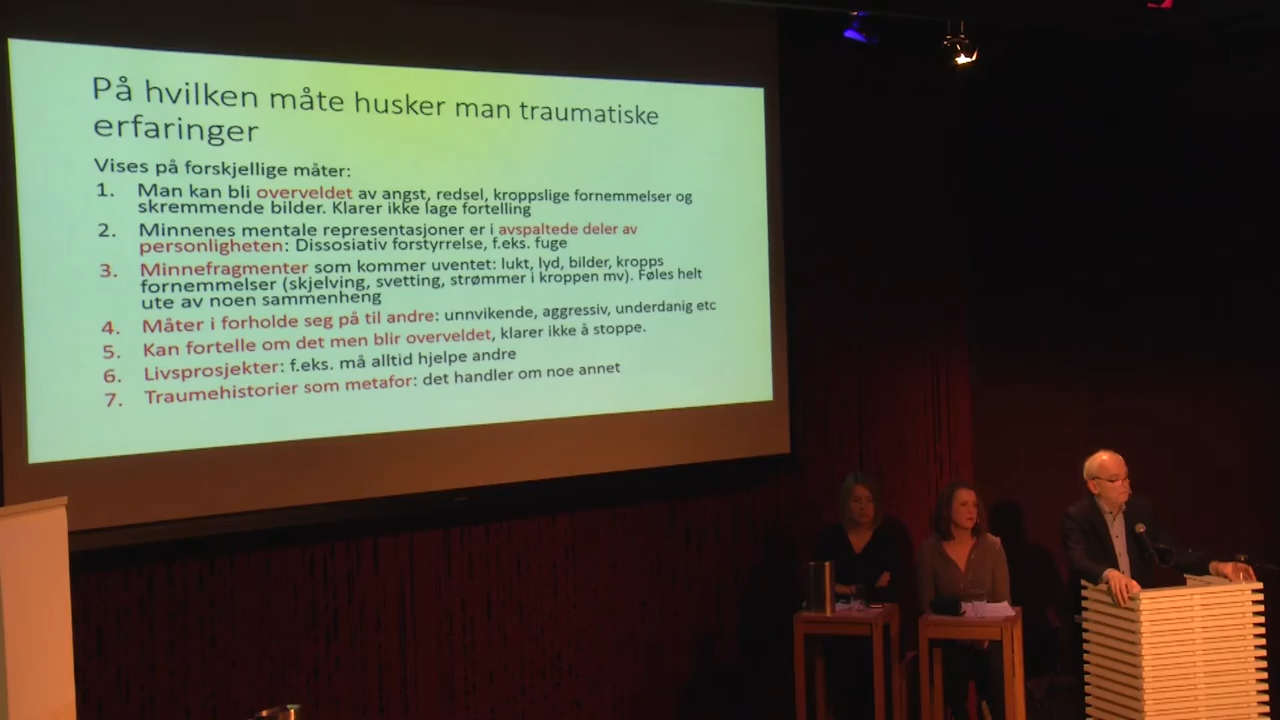 På hvilken måte husker man traumatiske
erfaringer
Vises på forskjellige måter:
1. Man kan bli overveldet av angst, redsel, kroppslige fornemmelser og
skremmende bilder. Klarer ikke lage fortelling
2. Minnenes mentale representasjoner er i avspaltede deler av
personligheten: Dissosiativ forstyrrelse, f.eks. fuge
3. Minnefragmenter som kommer uventet: lukt, lyd, bilder, kropps
fornemmelser (skjelving, svetting, strømmer i kroppen mv). Føles helt
ute av noen sammenheng
4. Måter i forholde seg på til andre: unnvikende, aggressiv, underdanig etc
5. Kan fortelle om det men blir overveldet, klarer ikke å stoppe.
6. Livsprosjekter: f.eks. må alltid hjelpe andre
7. Traumehistorier som metafor: det handler om noe annet